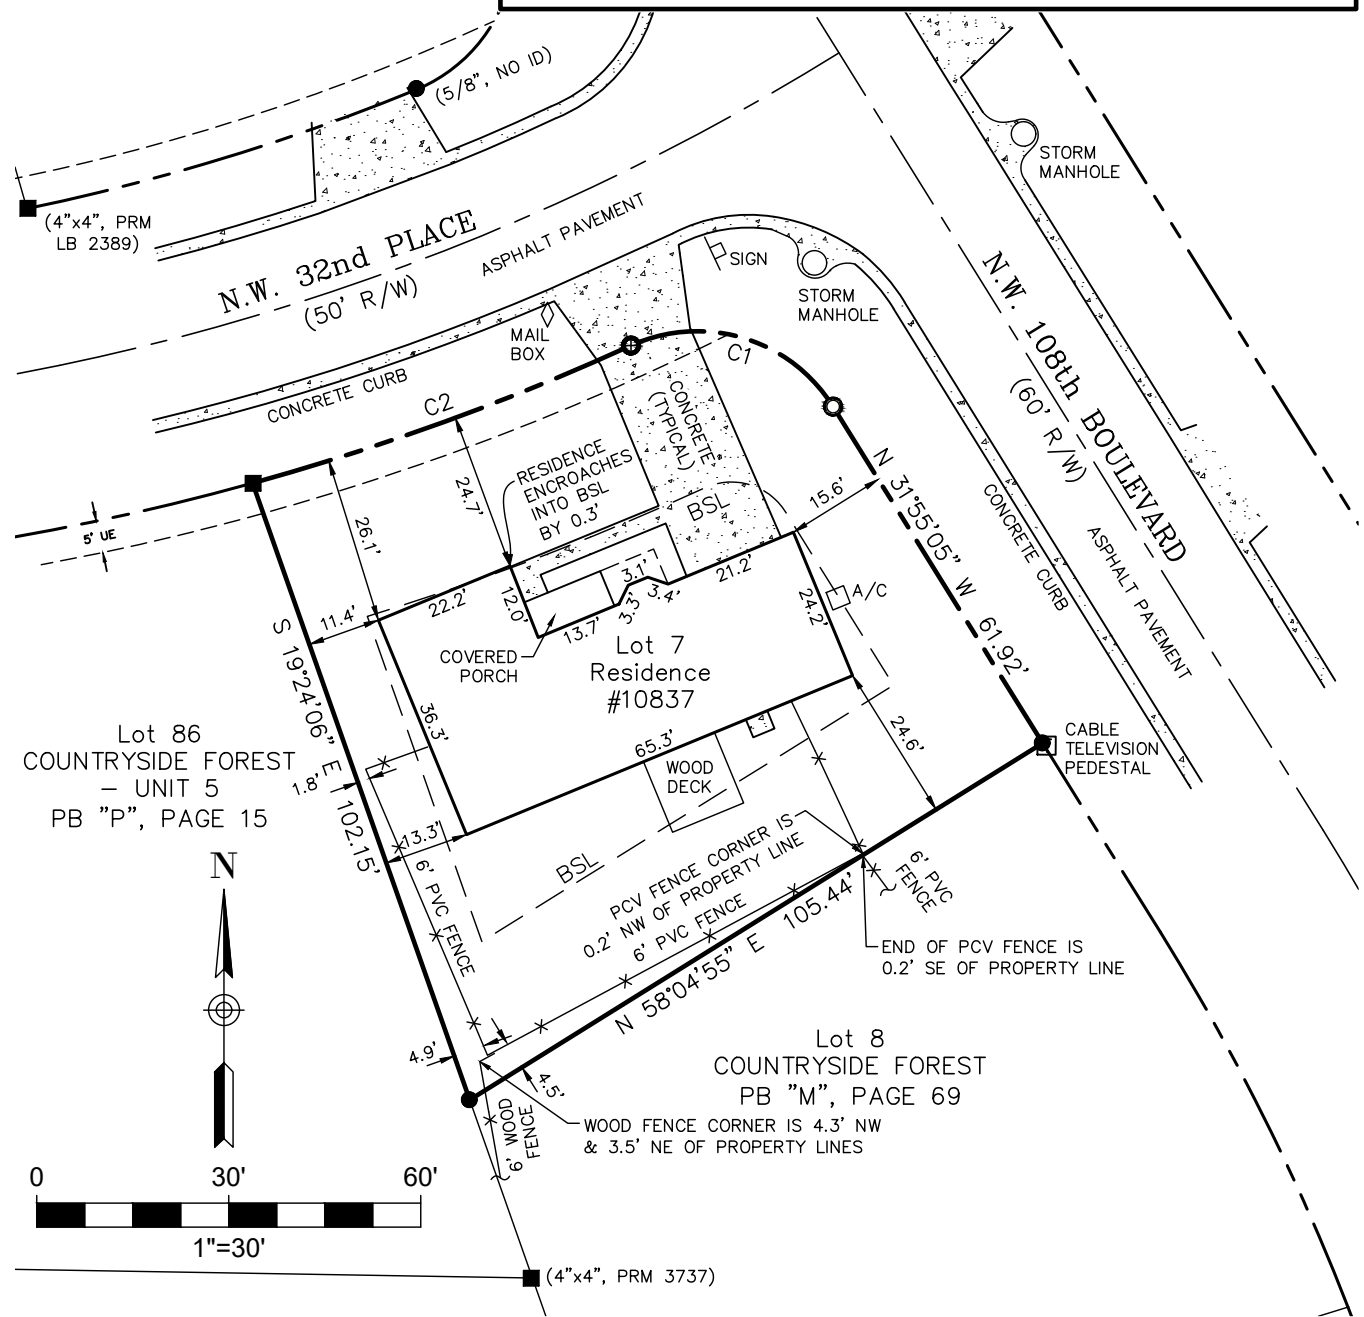 (5/8", NO ID)
STORM
MANHOLE
(4"x4", PRM
LB 2389)
N.W. 32nd PLACE
(50' R/W)
ASPHALT PAVEMENT
SIGN
STORM
MANHOLE
N.W. 108th BOULEVARD
(60' R/W)
MAIL
BOX
C1
CONCRETE CURB
C2
CONCRETE
(TYPICAL)
RESIDENCE
ENCROACHES
INTO BSL
BY 0.3'
24.7'
26.1'
BSL
15.6'
N 31°55'05" W 61.92'
CONCRETE CURB
ASPHALT PAVEMENT
5' UE
11.4'
22.2'
12.0'
13.7'
3.3'
3.1'
3.4'
21.2'
24.2'
A/C
COVERED
PORCH
Lot 7
Residence
#10837
S 19°24'06" E 102.15'
36.3'
65.3'
24.6'
Lot 86
COUNTRYSIDE FOREST
- UNIT 5
PB "P", PAGE 15
1.8'
WOOD
DECK
CABLE
TELEVISION
PEDESTAL
13.3'
6' PVC FENCE
BSL
PCV FENCE CORNER IS
0.2' NW OF PROPERTY LINE
6' PVC FENCE
6' PVC
FENCE
N 58°04'55" E 105.44'
END OF PCV FENCE IS
0.2' SE OF PROPERTY LINE
N
4.9'
4.5'
6' WOOD
FENCE
Lot 8
COUNTRYSIDE FOREST
PB "M", PAGE 69
WOOD FENCE CORNER IS 4.3' NW
& 3.5' NE OF PROPERTY LINES
0 30' 60'
1"=30'
(4"x4", PRM 3737)